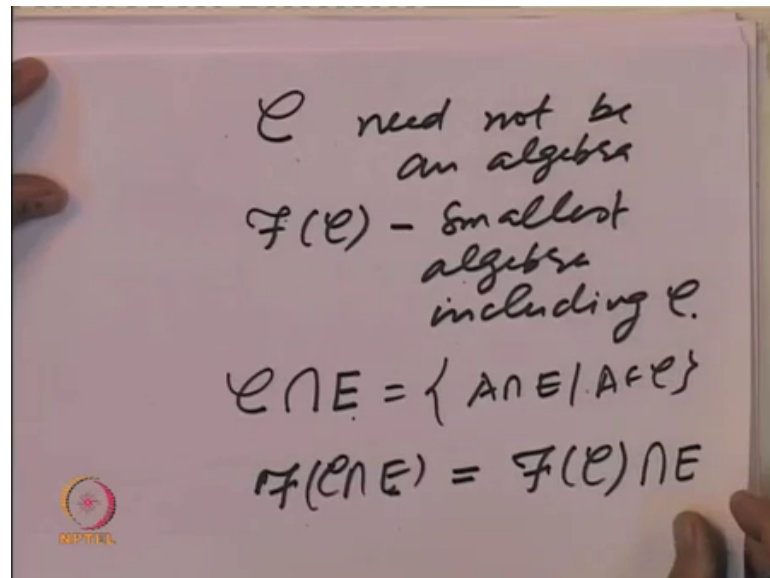 𝒞 need not be
an algebra
ℱ(𝒞) - Smallest
algebra
including 𝒞.
𝒞 ∩ E = { A ∩ E | A ∈ 𝒞}
ℱ(𝒞 ∩ E) = ℱ(𝒞) ∩ E
NPTEL